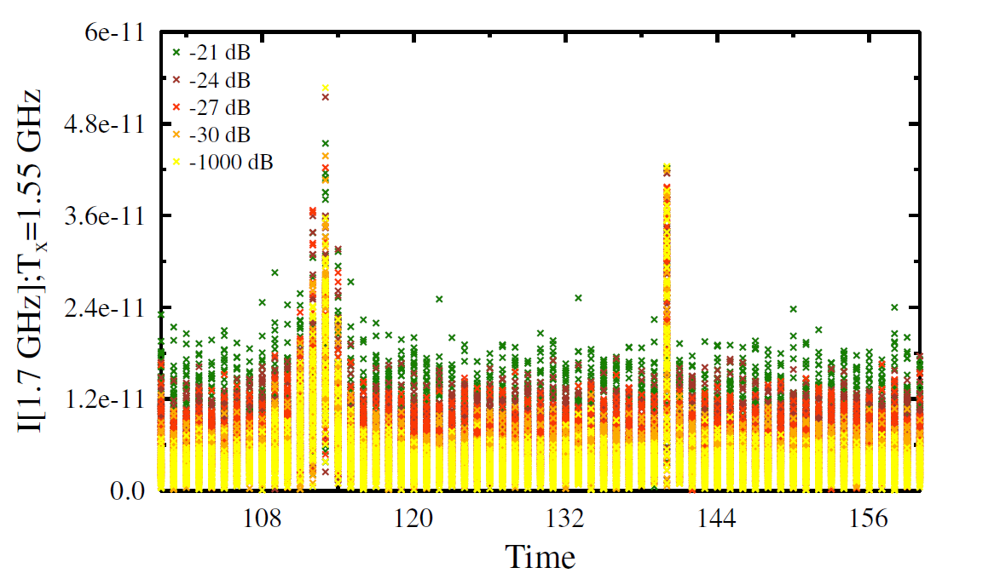 6e-11
4.8e-11
3.6e-11
2.4e-11
1.2e-11
0.0
I[1.7 GHz];Tx=1.55 GHz
-21 dB
-24 dB
-27 dB
-30 dB
-1000 dB
108 120 132 144 156
Time